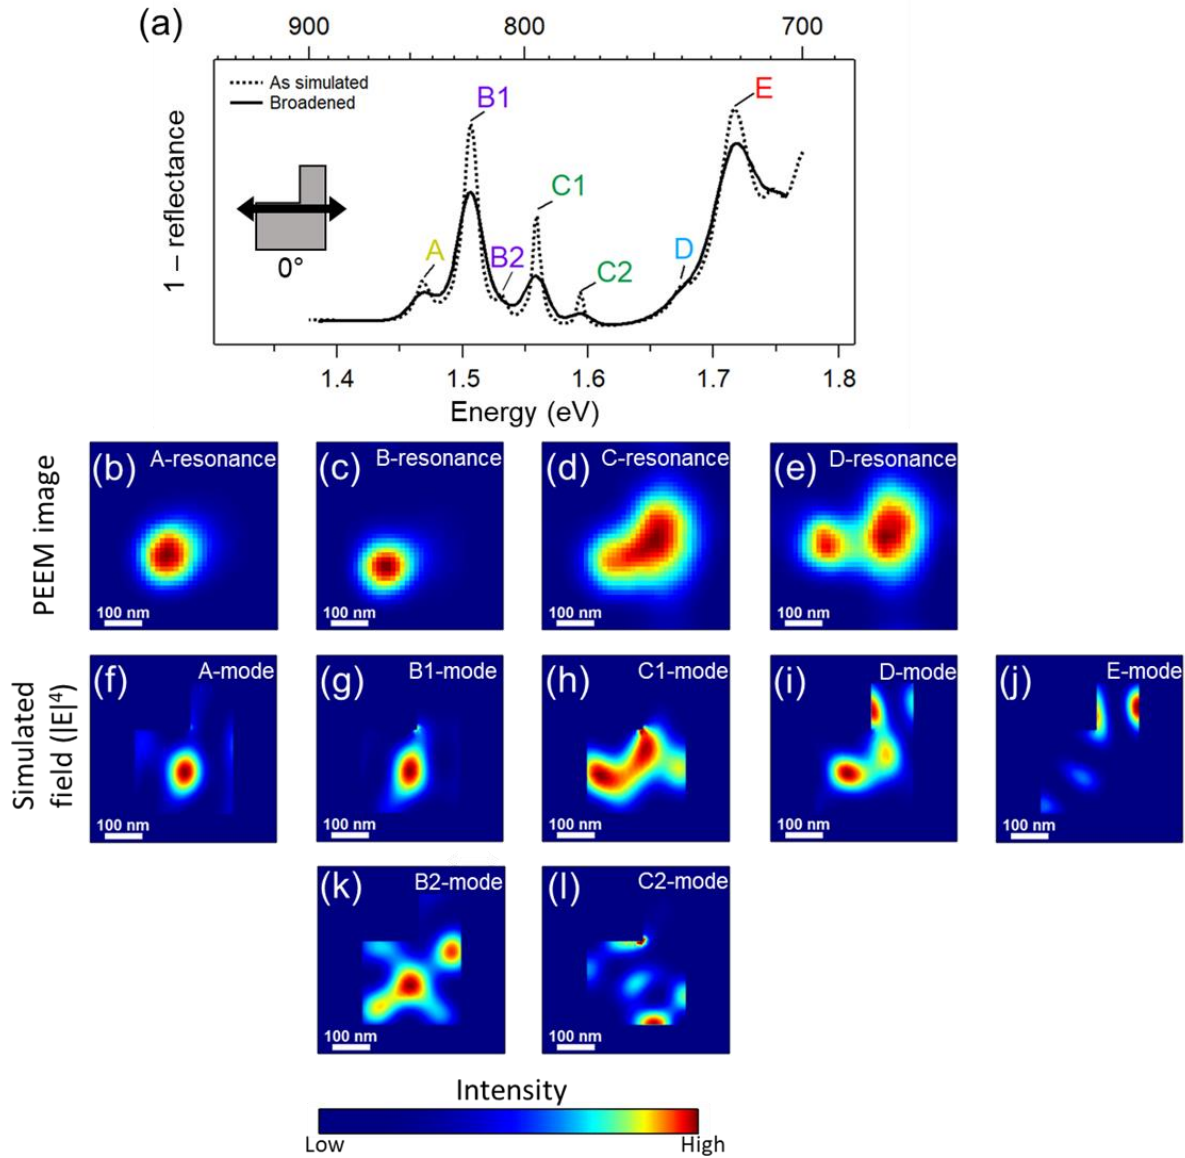 (a)
900 800 700
As simulated
Broadened
B1
E
C1
A
B2
C2
D
0°
1 – reflectance
1.4 1.5 1.6 1.7 1.8
Energy (eV)
PEEM image
(b) A-resonance
100 nm
(c) B-resonance
100 nm
(d) C-resonance
100 nm
(e) D-resonance
100 nm
Simulated
field (|E|⁴)
(f) A-mode
100 nm
(g) B1-mode
100 nm
(h) C1-mode
100 nm
(i) D-mode
100 nm
(j) E-mode
100 nm
(k) B2-mode
100 nm
(l) C2-mode
100 nm
Intensity
Low High